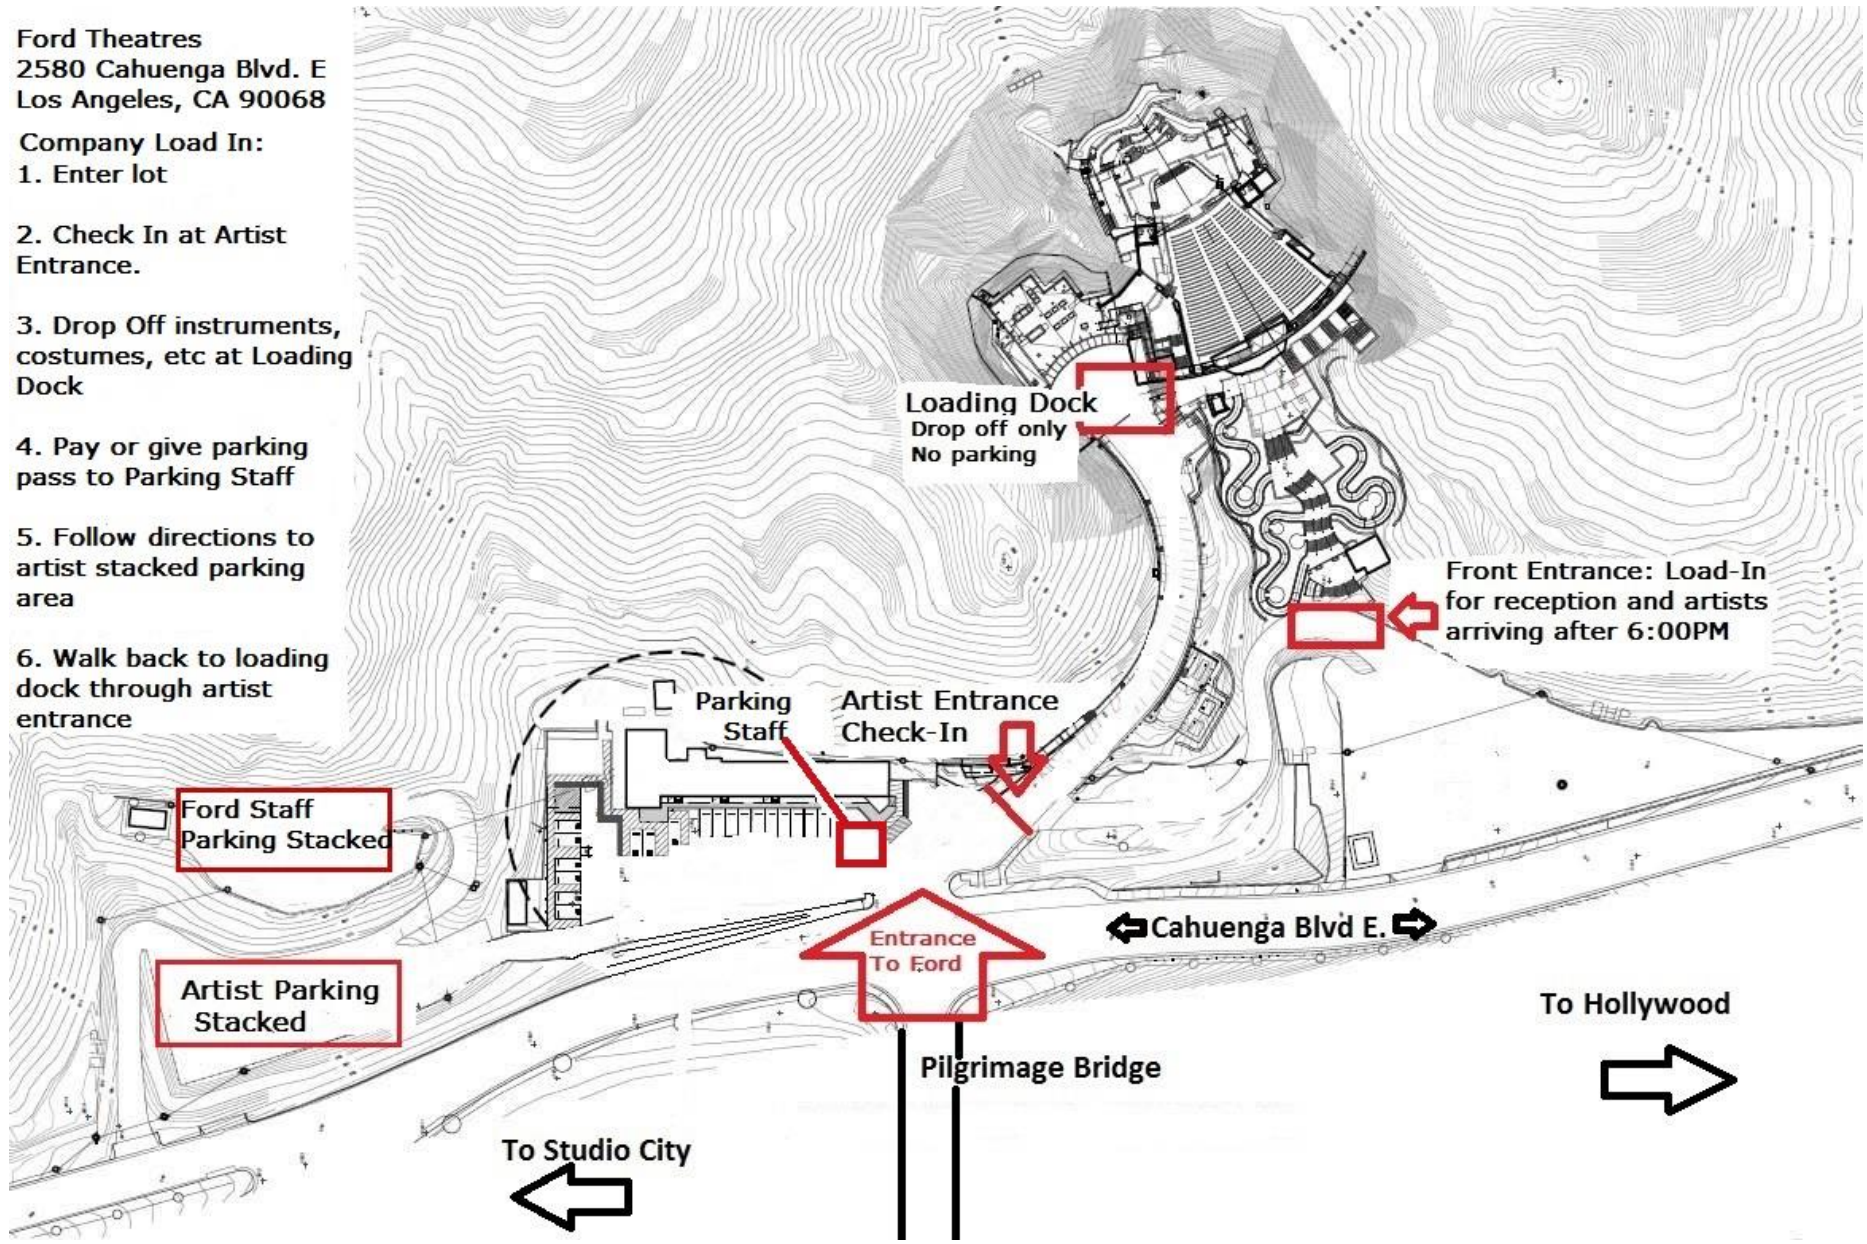 Ford Theatres
2580 Cahuenga Blvd. E
Los Angeles, CA 90068
Company Load In:
1. Enter lot
2. Check In at Artist
Entrance.
3. Drop Off instruments,
costumes, etc at Loading
Dock
4. Pay or give parking
pass to Parking Staff
5. Follow directions to
artist stacked parking
area
6. Walk back to loading
dock through artist
entrance
Loading Dock
Drop off only
No parking
Front Entrance: Load-In
for reception and artists
arriving after 6:00PM
Parking
Staff
Artist Entrance
Check-In
Ford Staff
Parking Stacked
Artist Parking
Stacked
Entrance
To Ford
Cahuenga Blvd E.
To Hollywood
Pilgrimage Bridge
To Studio City